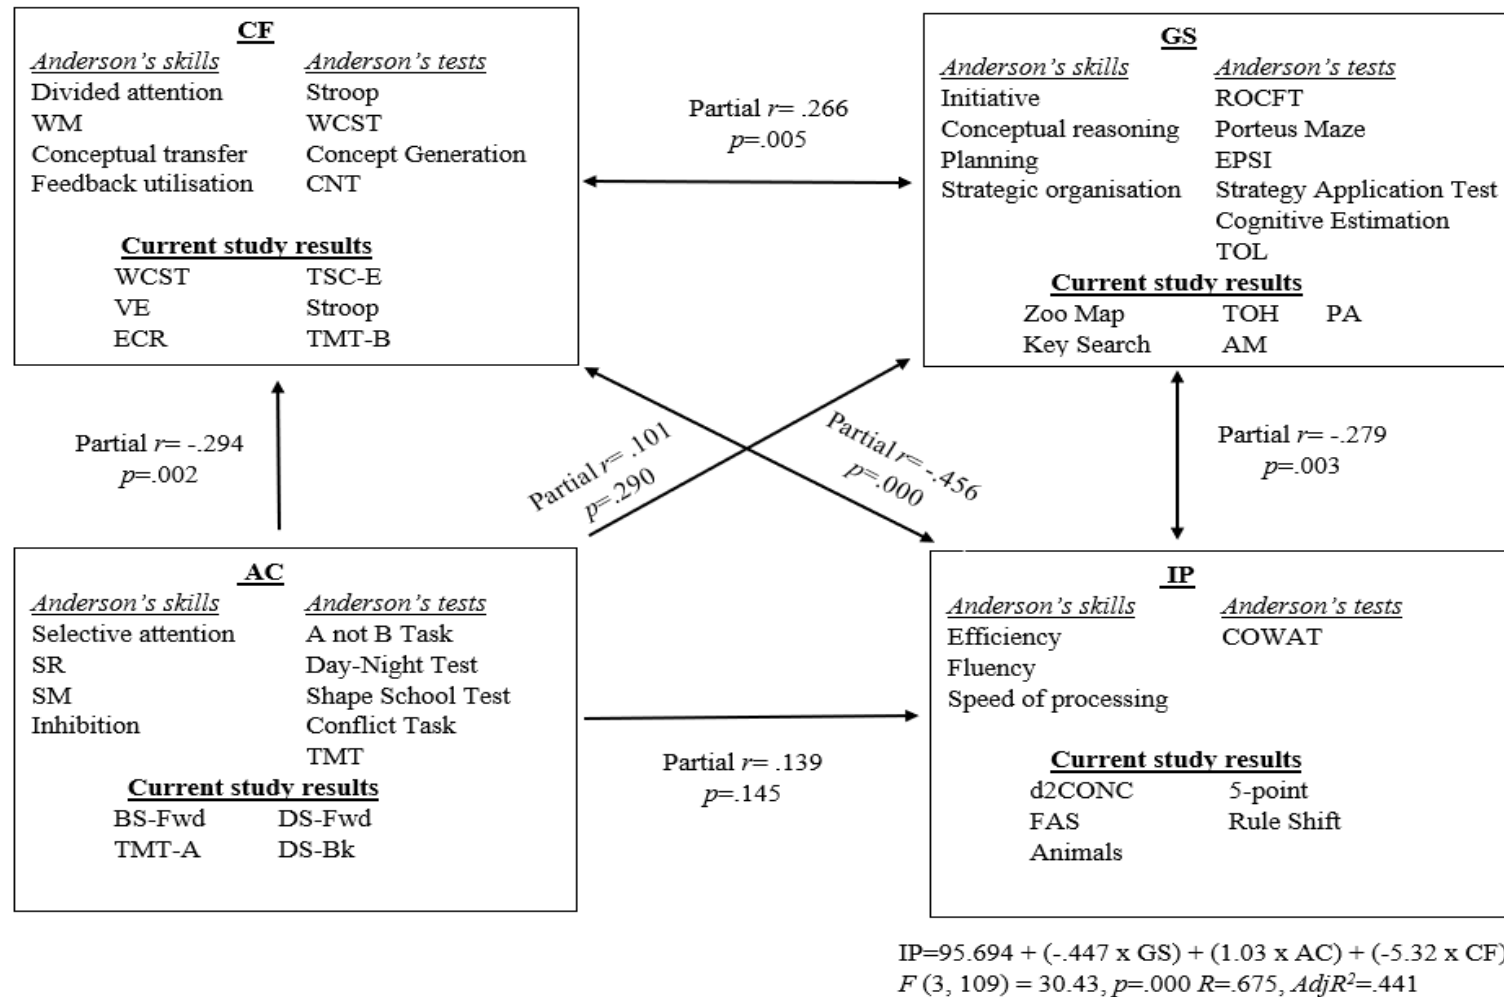 CF
Anderson's skills Anderson's tests
Divided attention Stroop
WM WCST
Conceptual transfer Concept Generation
Feedback utilisation CNT
Current study results
WCST TSC-E
VE Stroop
ECR TMT-B
Partial r= .266
p=.005
GS
Anderson's skills Anderson's tests
Initiative ROCFT
Conceptual reasoning Porteus Maze
Planning EPSI
Strategic organisation Strategy Application Test
Cognitive Estimation
TOL
Current study results
Zoo Map TOH PA
Key Search AM
Partial r= -.294
p=.002
Partial r= .101
p=.290
Partial r= -.456
p=.000
Partial r= -.279
p=.003
AC
Anderson's skills Anderson's tests
Selective attention A not B Task
SR Day-Night Test
SM Shape School Test
Inhibition Conflict Task
TMT
Current study results
BS-Fwd DS-Fwd
TMT-A DS-Bk
Partial r= .139
p=.145
IP
Anderson's skills Anderson's tests
Efficiency COWAT
Fluency
Speed of processing
Current study results
d2CONC 5-point
FAS Rule Shift
Animals
IP=95.694 + (-.447 x GS) + (1.03 x AC) + (-5.32 x CF)
F (3, 109) = 30.43, p=.000 R=.675, AdjR²=.441